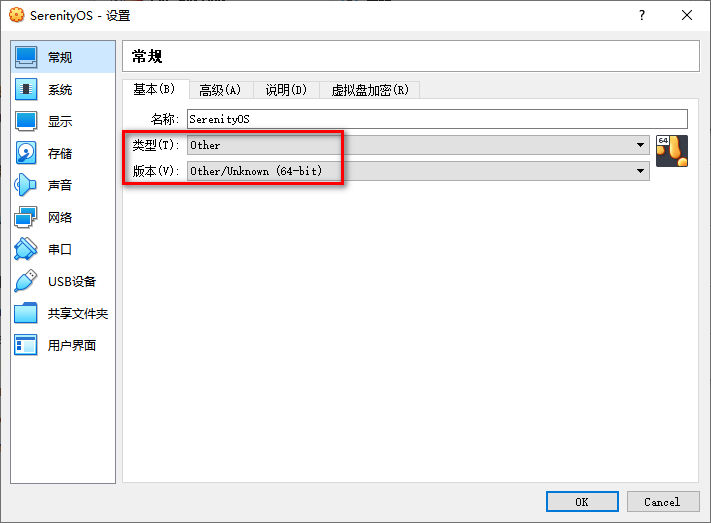 SerenityOS - 设置
?
常规
系统
显示
存储
声音
网络
串口
USB设备
共享文件夹
用户界面
常规
基本(B) 高级(A) 说明(D) 虚拟盘加密(R)
名称: SerenityOS
类型(T): Other
版本(V): Other/Unknown (64-bit)
64
OK Cancel